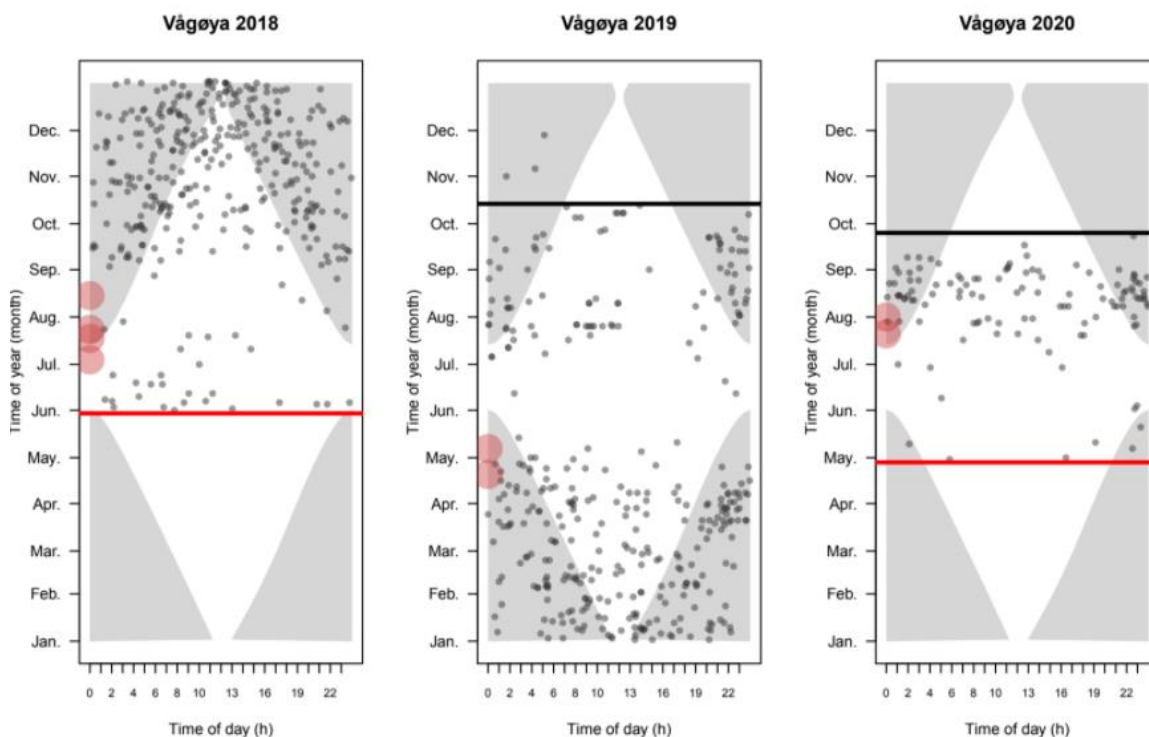 Vågøya 2018
Dec.
Nov.
Oct.
Sep.
Aug.
Jul.
Jun.
May.
Apr.
Mar.
Feb.
Jan.
Time of year (month)
0 2 4 6 8 10 13 16 19 22
Time of day (h)
Vågøya 2019
Dec.
Nov.
Oct.
Sep.
Aug.
Jul.
Jun.
May.
Apr.
Mar.
Feb.
Jan.
Time of year (month)
0 2 4 6 8 10 13 16 19 22
Time of day (h)
Vågøya 2020
Dec.
Nov.
Oct.
Sep.
Aug.
Jul.
Jun.
May.
Apr.
Mar.
Feb.
Jan.
Time of year (month)
0 2 4 6 8 10 13 16 19 22
Time of day (h)